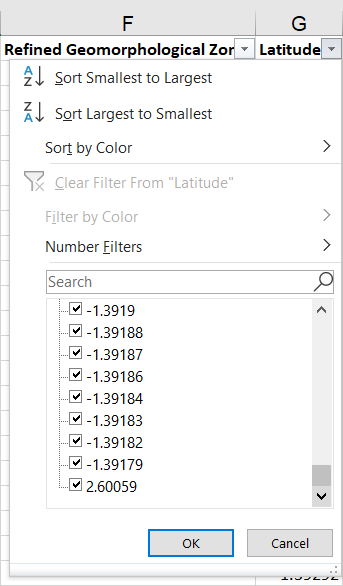 F G
Refined Geomorphological Zor Latitude
A Z Sort Smallest to Largest
Z A Sort Largest to Smallest
Sort by Color
Clear Filter From "Latitude"
Filter by Color
Number Filters
Search
-1.3919
-1.39188
-1.39187
-1.39186
-1.39184
-1.39183
-1.39182
-1.39179
2.60059
OK Cancel